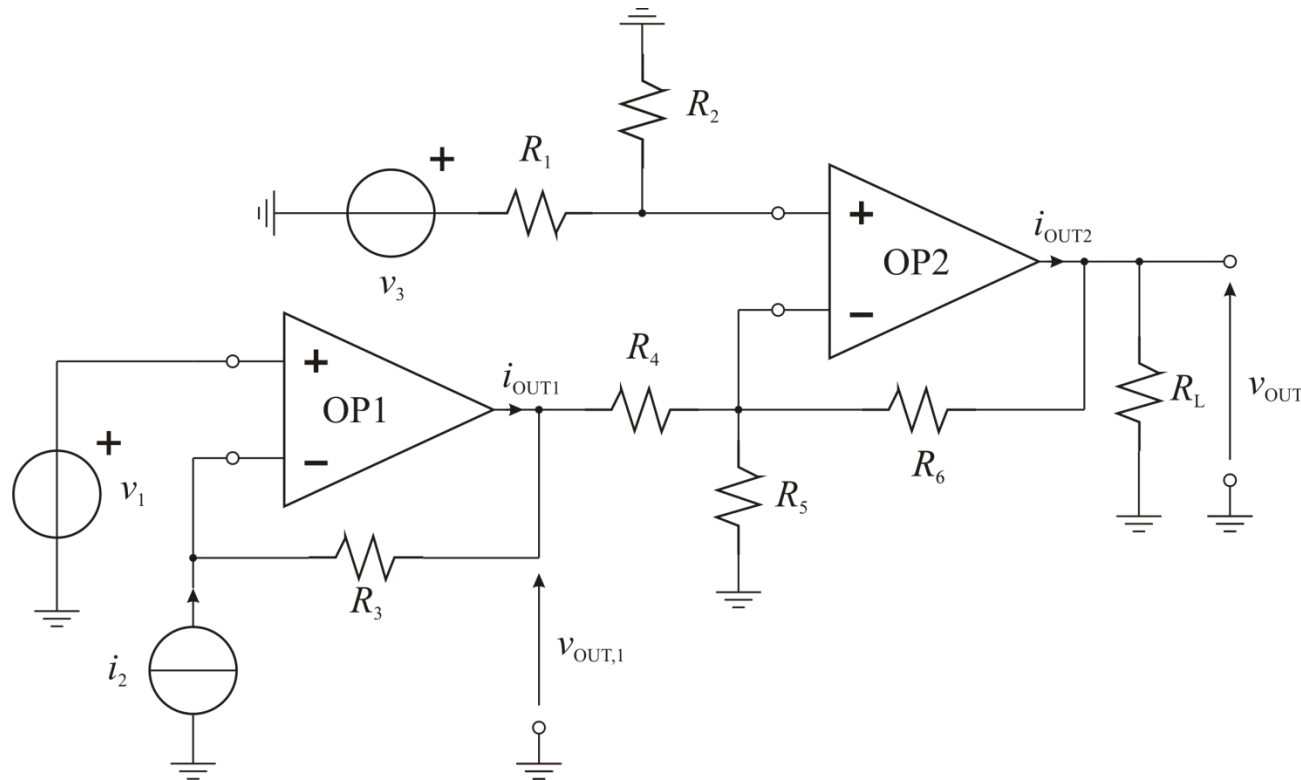 R2
R1
+
+
iOUT2
OP2
−
v3
+
R4
iOUT1
+
RL
vOUT
OP1
+
−
v1
R6
R5
R3
vOUT,1
i2